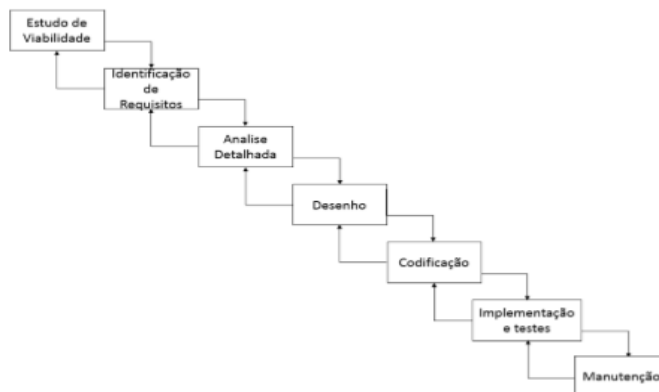 Estudo de
Viabilidade
Identificação
de
Requisitos
Analise
Detalhada
Desenho
Codificação
Implementação
e testes
Manutenção